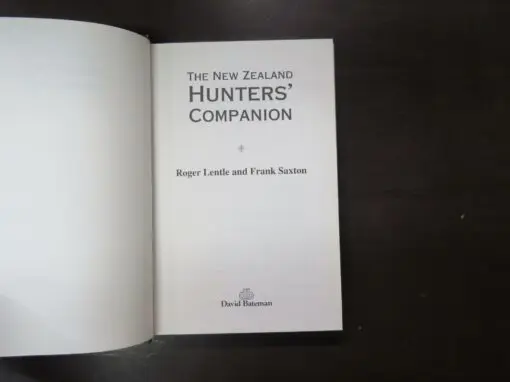 THE NEW ZEALAND
HUNTERS'
COMPANION
Roger Lentle and Frank Saxton
David Bateman